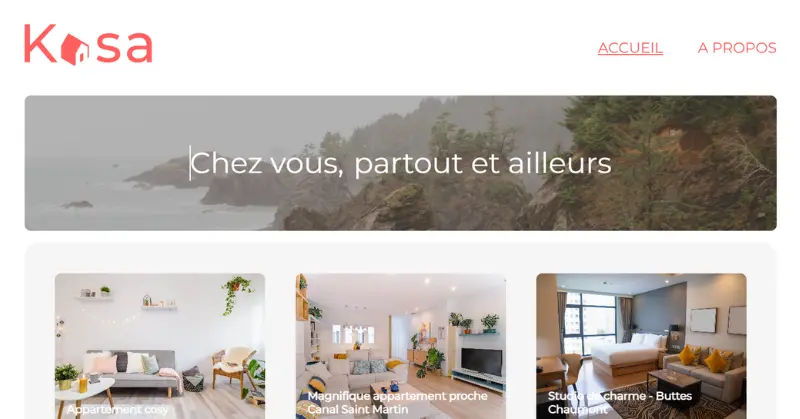 Kasa
ACCUEIL
A PROPOS
Chez vous, partout et ailleurs
Appartement cosy
Magnifique appartement proche
Canal Saint Martin
Studio de charme - Buttes
Chaumont